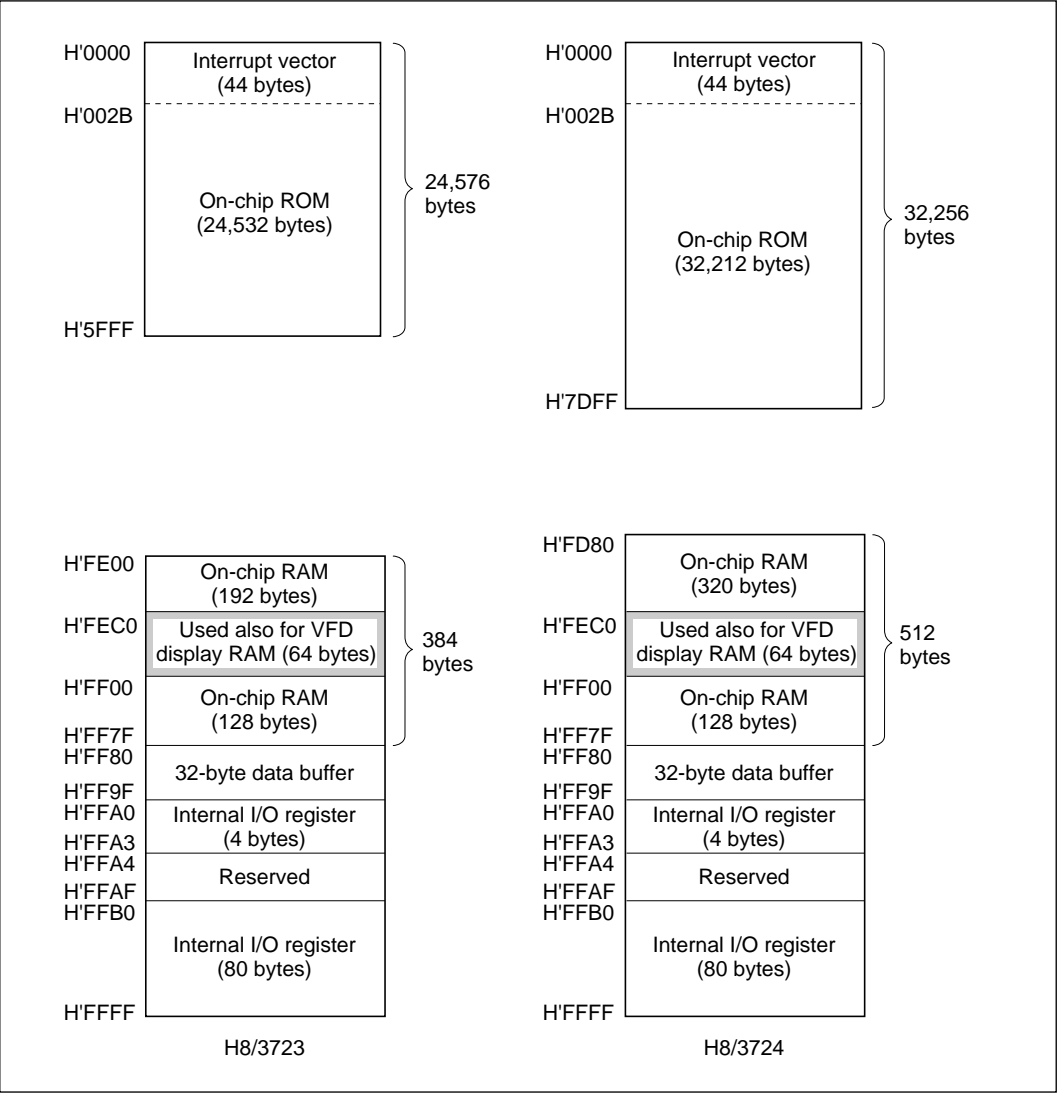 H'0000
Interrupt vector
(44 bytes)
H'002B
On-chip ROM
(24,532 bytes)
24,576
bytes
H'5FFF
H'0000
Interrupt vector
(44 bytes)
H'002B
On-chip ROM
(32,212 bytes)
32,256
bytes
H'7DFF
H'FE00
On-chip RAM
(192 bytes)
H'FEC0
Used also for VFD
display RAM (64 bytes)
384
bytes
H'FF00
On-chip RAM
(128 bytes)
H'FF7F
H'FF80
32-byte data buffer
H'FF9F
H'FFA0
Internal I/O register
(4 bytes)
H'FFA3
H'FFA4
Reserved
H'FFAF
H'FFB0
Internal I/O register
(80 bytes)
H'FFFF
H8/3723
H'FD80
On-chip RAM
(320 bytes)
H'FEC0
Used also for VFD
display RAM (64 bytes)
512
bytes
H'FF00
On-chip RAM
(128 bytes)
H'FF7F
H'FF80
32-byte data buffer
H'FF9F
H'FFA0
Internal I/O register
(4 bytes)
H'FFA3
H'FFA4
Reserved
H'FFAF
H'FFB0
Internal I/O register
(80 bytes)
H'FFFF
H8/3724